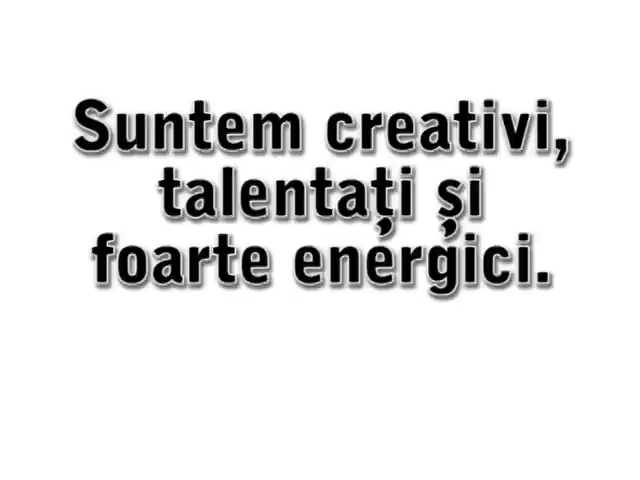 Suntem creativi,
talentați și
foarte energici.